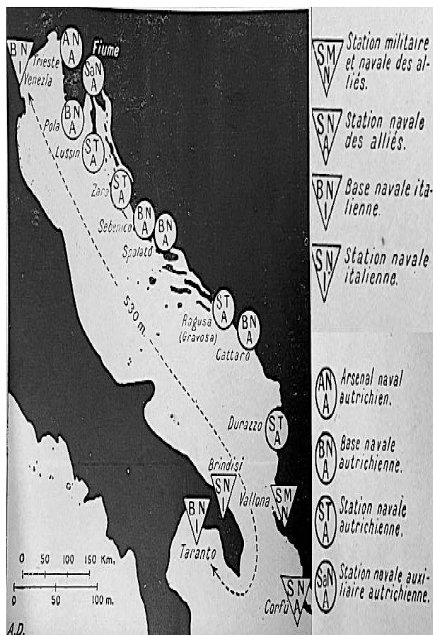 BN
I
Venezia
AN
A
Trieste
Fiume
SaN
A
BN
A
Pola
Lussin
ST
A
Zara
ST
A
Sebenico
BN
A
BN
A
Spalato
530 m.
ST
A
Ragusa
(Gravosa)
BN
A
Cattaro
Durazzo
ST
A
Brindisi
SN
I
BN
I
Vallona
SM
N
Taranto
Corfù
SN
A
0 50 100 150 Km,
0 50 100 m.
A.D.
SM
N
Station militaire
et navale des al-
liés.
SN
A
Station navale
des alliés.
BN
I
Base navale ita-
lienne.
SN
I
Station navale
italienne.
AN
A
Arsenal naval
autrichien.
BN
A
Base navale
autrichienne.
ST
A
Station navale
autrichienne.
SaN
A
Station navale auxi-
liaire autrichienne.